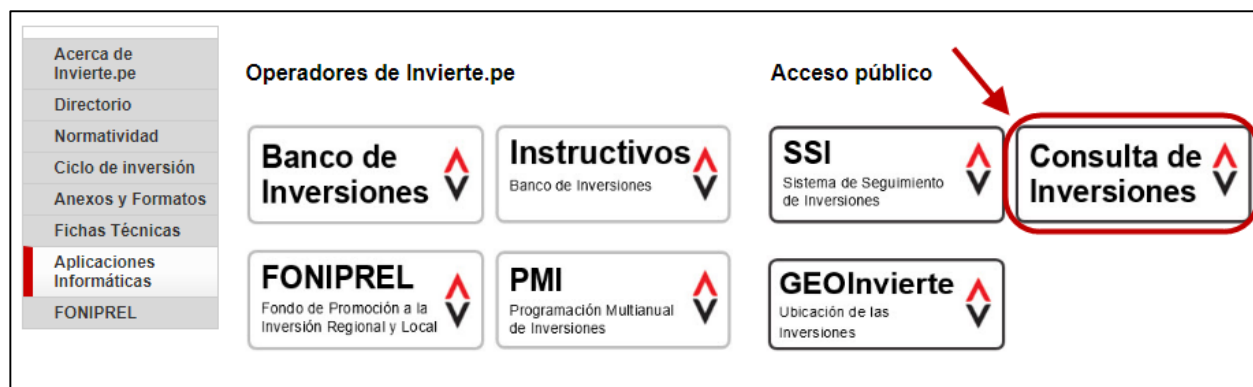 Acerca de
Invierte.pe
Directorio
Normatividad
Ciclo de inversión
Anexos y Formatos
Fichas Técnicas
Aplicaciones
Informáticas
FONIPREL
Operadores de Invierte.pe
Banco de
Inversiones
Instructivos
Banco de Inversiones
FONIPREL
Fondo de Promoción a la
Inversión Regional y Local
PMI
Programación Multianual
de Inversiones
Acceso público
SSI
Sistema de Seguimiento
de Inversiones
Consulta de
Inversiones
GEOInvierte
Ubicación de las
Inversiones